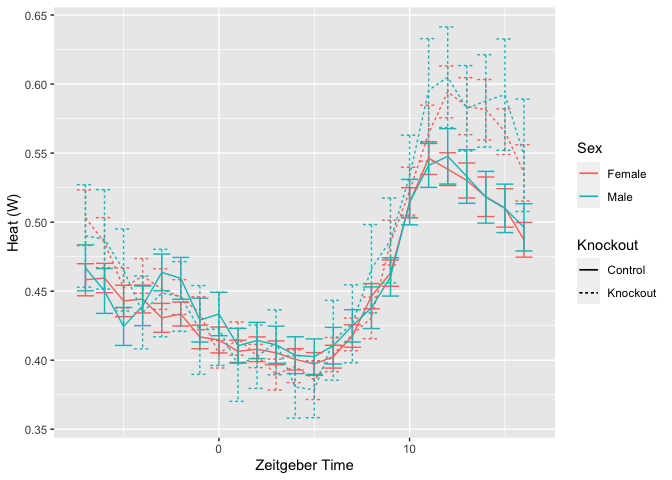 0.65
0.60
0.55
0.50
0.45
0.40
0.35
Heat (W)
0
10
Zeitgeber Time
Sex
Female
Male
Knockout
Control
Knockout